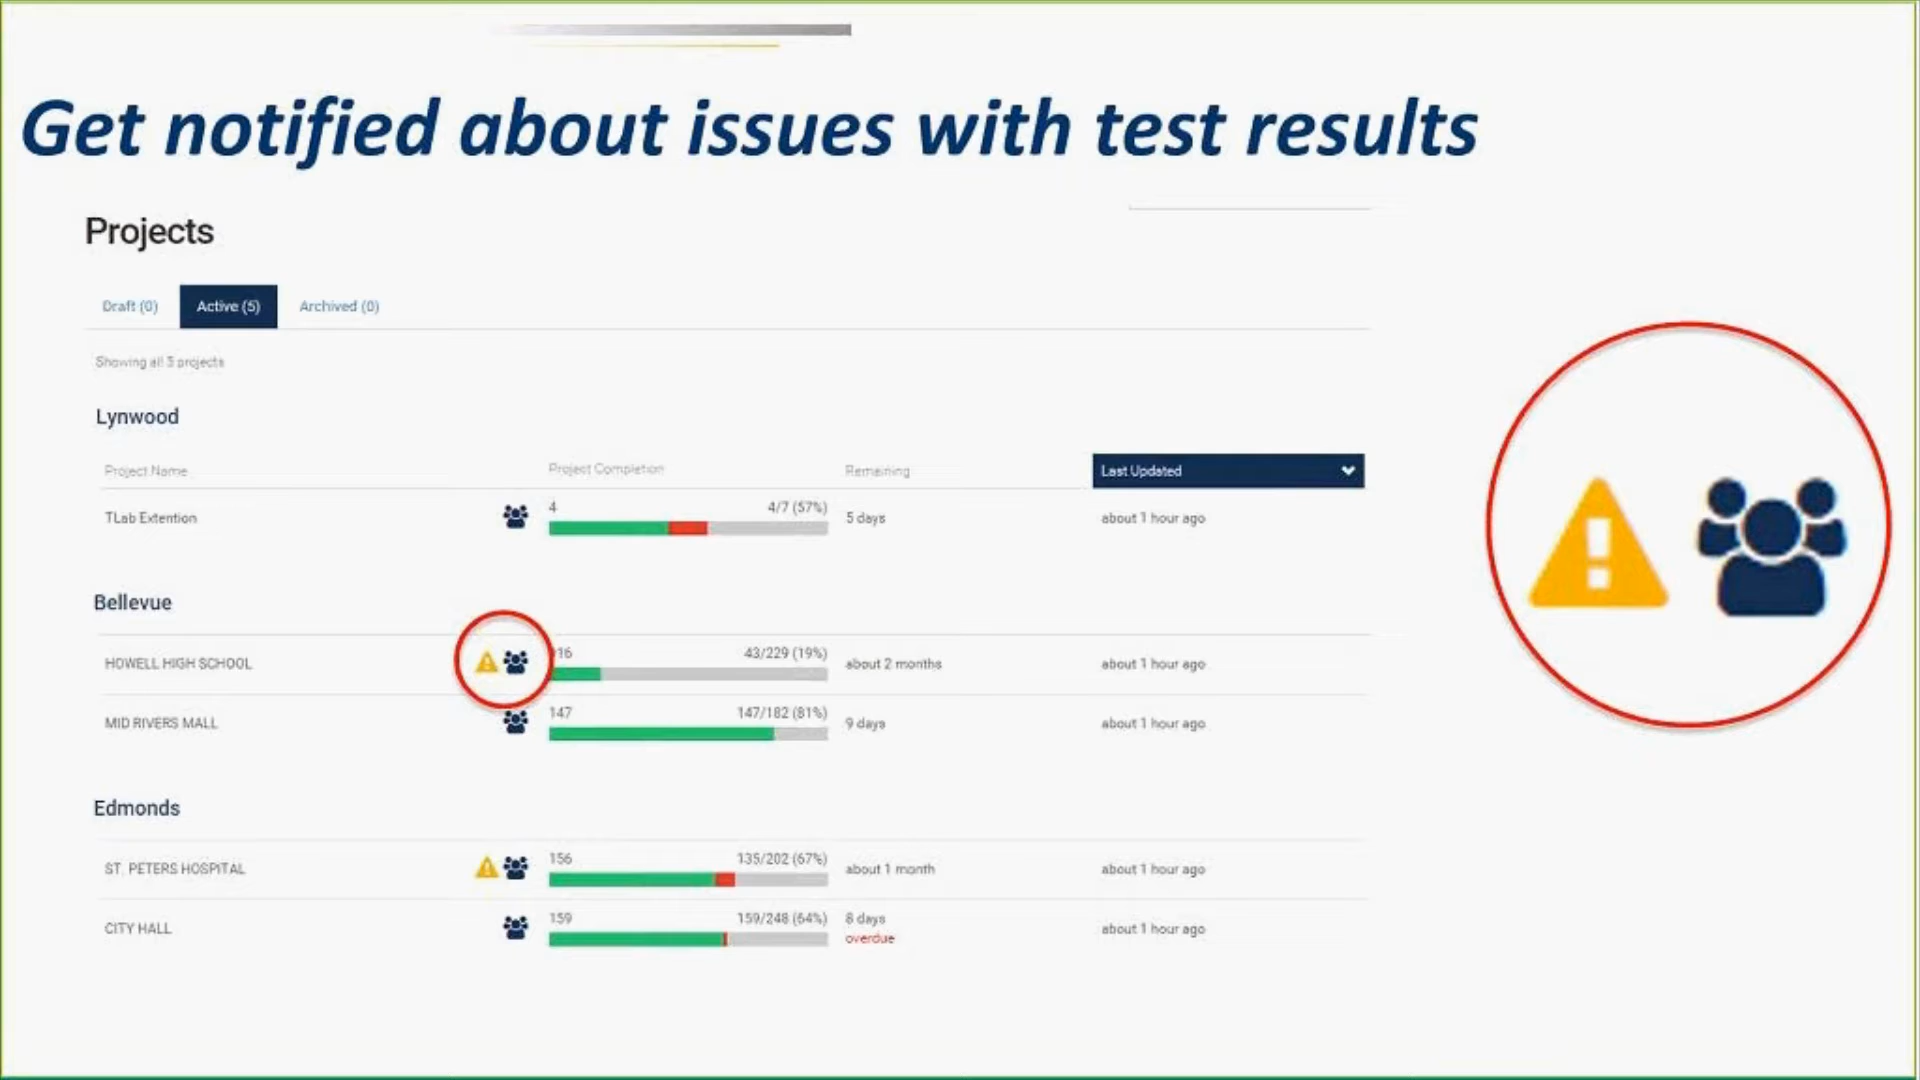 Get notified about issues with test results
Projects
Draft (0) Active (5) Archived (0)
Showing all 5 projects
Lynwood
Project Name Project Completion Remaining Last Updated
4 4/7 (57%)
TLab Extention 5 days about 1 hour ago
Bellevue
16 43/229 (19%)
HOWELL HIGH SCHOOL about 2 months about 1 hour ago
147 147/182 (81%)
MID RIVERS MALL 9 days about 1 hour ago
Edmonds
156 135/202 (67%)
ST. PETERS HOSPITAL about 1 month about 1 hour ago
159 159/248 (64%) 8 days
CITY HALL about 1 hour ago
overdue